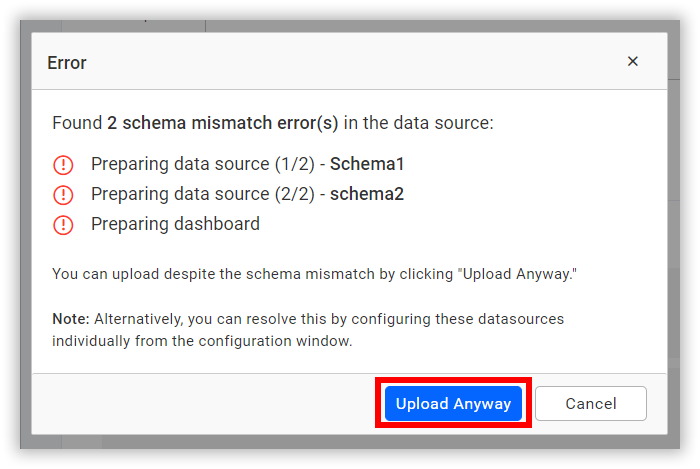 Error
Found 2 schema mismatch error(s) in the data source:
Preparing data source (1/2) - Schema1
Preparing data source (2/2) - schema2
Preparing dashboard
You can upload despite the schema mismatch by clicking "Upload Anyway."
Note: Alternatively, you can resolve this by configuring these datasources
individually from the configuration window.
Upload Anyway
Cancel